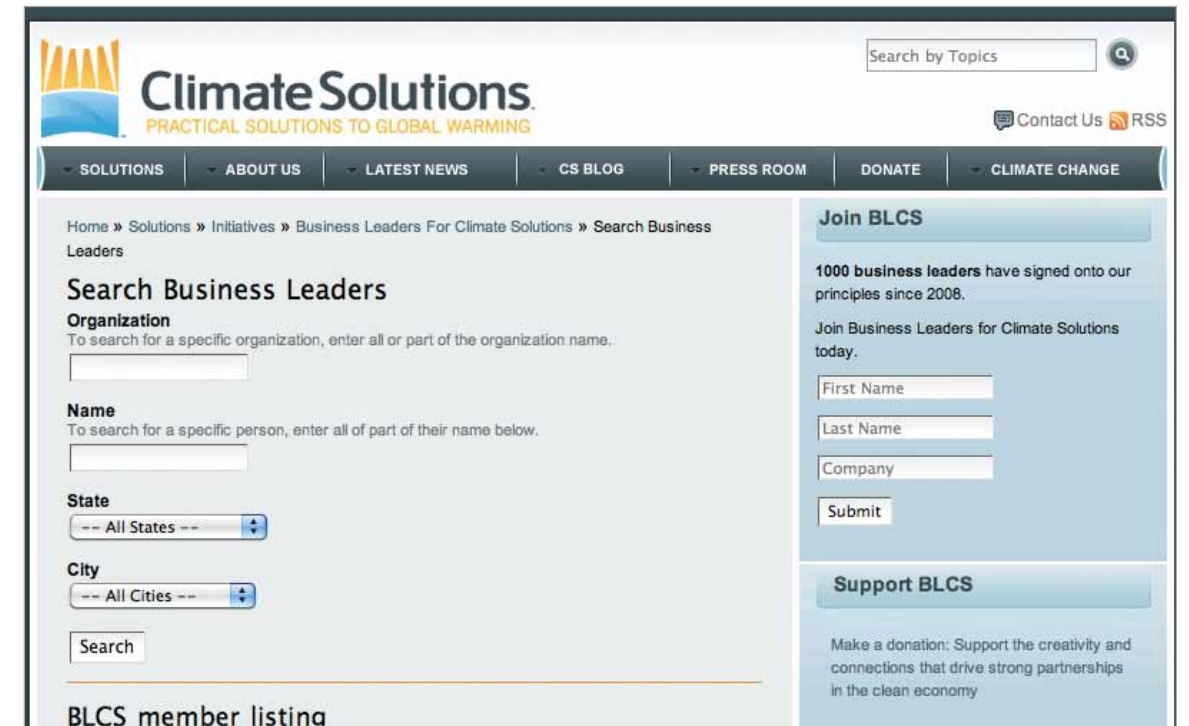 Climate Solutions.
PRACTICAL SOLUTIONS TO GLOBAL WARMING
Search by Topics
Contact Us RSS
SOLUTIONS ABOUT US LATEST NEWS CS BLOG PRESS ROOM DONATE CLIMATE CHANGE
Home » Solutions » Initiatives » Business Leaders For Climate Solutions » Search Business
Leaders
Search Business Leaders
Organization
To search for a specific organization, enter all or part of the organization name.
Name
To search for a specific person, enter all of part of their name below.
State
-- All States --
City
-- All Cities --
Search
BLCS member listing
Join BLCS
1000 business leaders have signed onto our
principles since 2008.
Join Business Leaders for Climate Solutions
today.
First Name
Last Name
Company
Submit
Support BLCS
Make a donation: Support the creativity and
connections that drive strong partnerships
in the clean economy